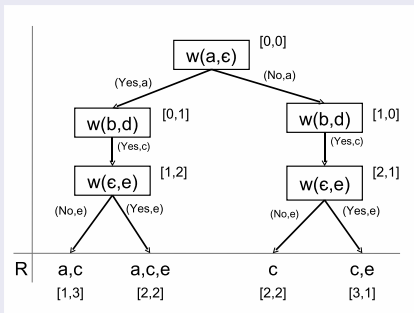 w(a,є) [0,0]
(Yes,a) (No,a)
w(b,d) [0,1] w(b,d) [1,0]
(Yes,c) (Yes,c)
w(є,e) [1,2] w(є,e) [2,1]
(No,e) (Yes,e) (No,e) (Yes,e)
R a,c a,c,e c c,e
[1,3] [2,2] [2,2] [3,1]